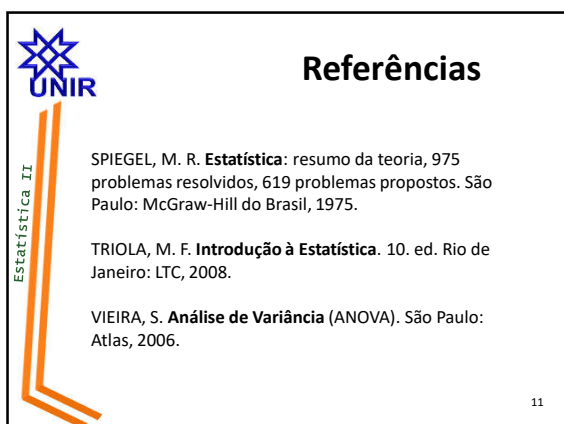 UNIR
Referências
Estatística II
SPIEGEL, M. R. Estatística: resumo da teoria, 975
problemas resolvidos, 619 problemas propostos. São
Paulo: McGraw-Hill do Brasil, 1975.
TRIOLA, M. F. Introdução à Estatística. 10. ed. Rio de
Janeiro: LTC, 2008.
VIEIRA, S. Análise de Variância (ANOVA). São Paulo:
Atlas, 2006.
11